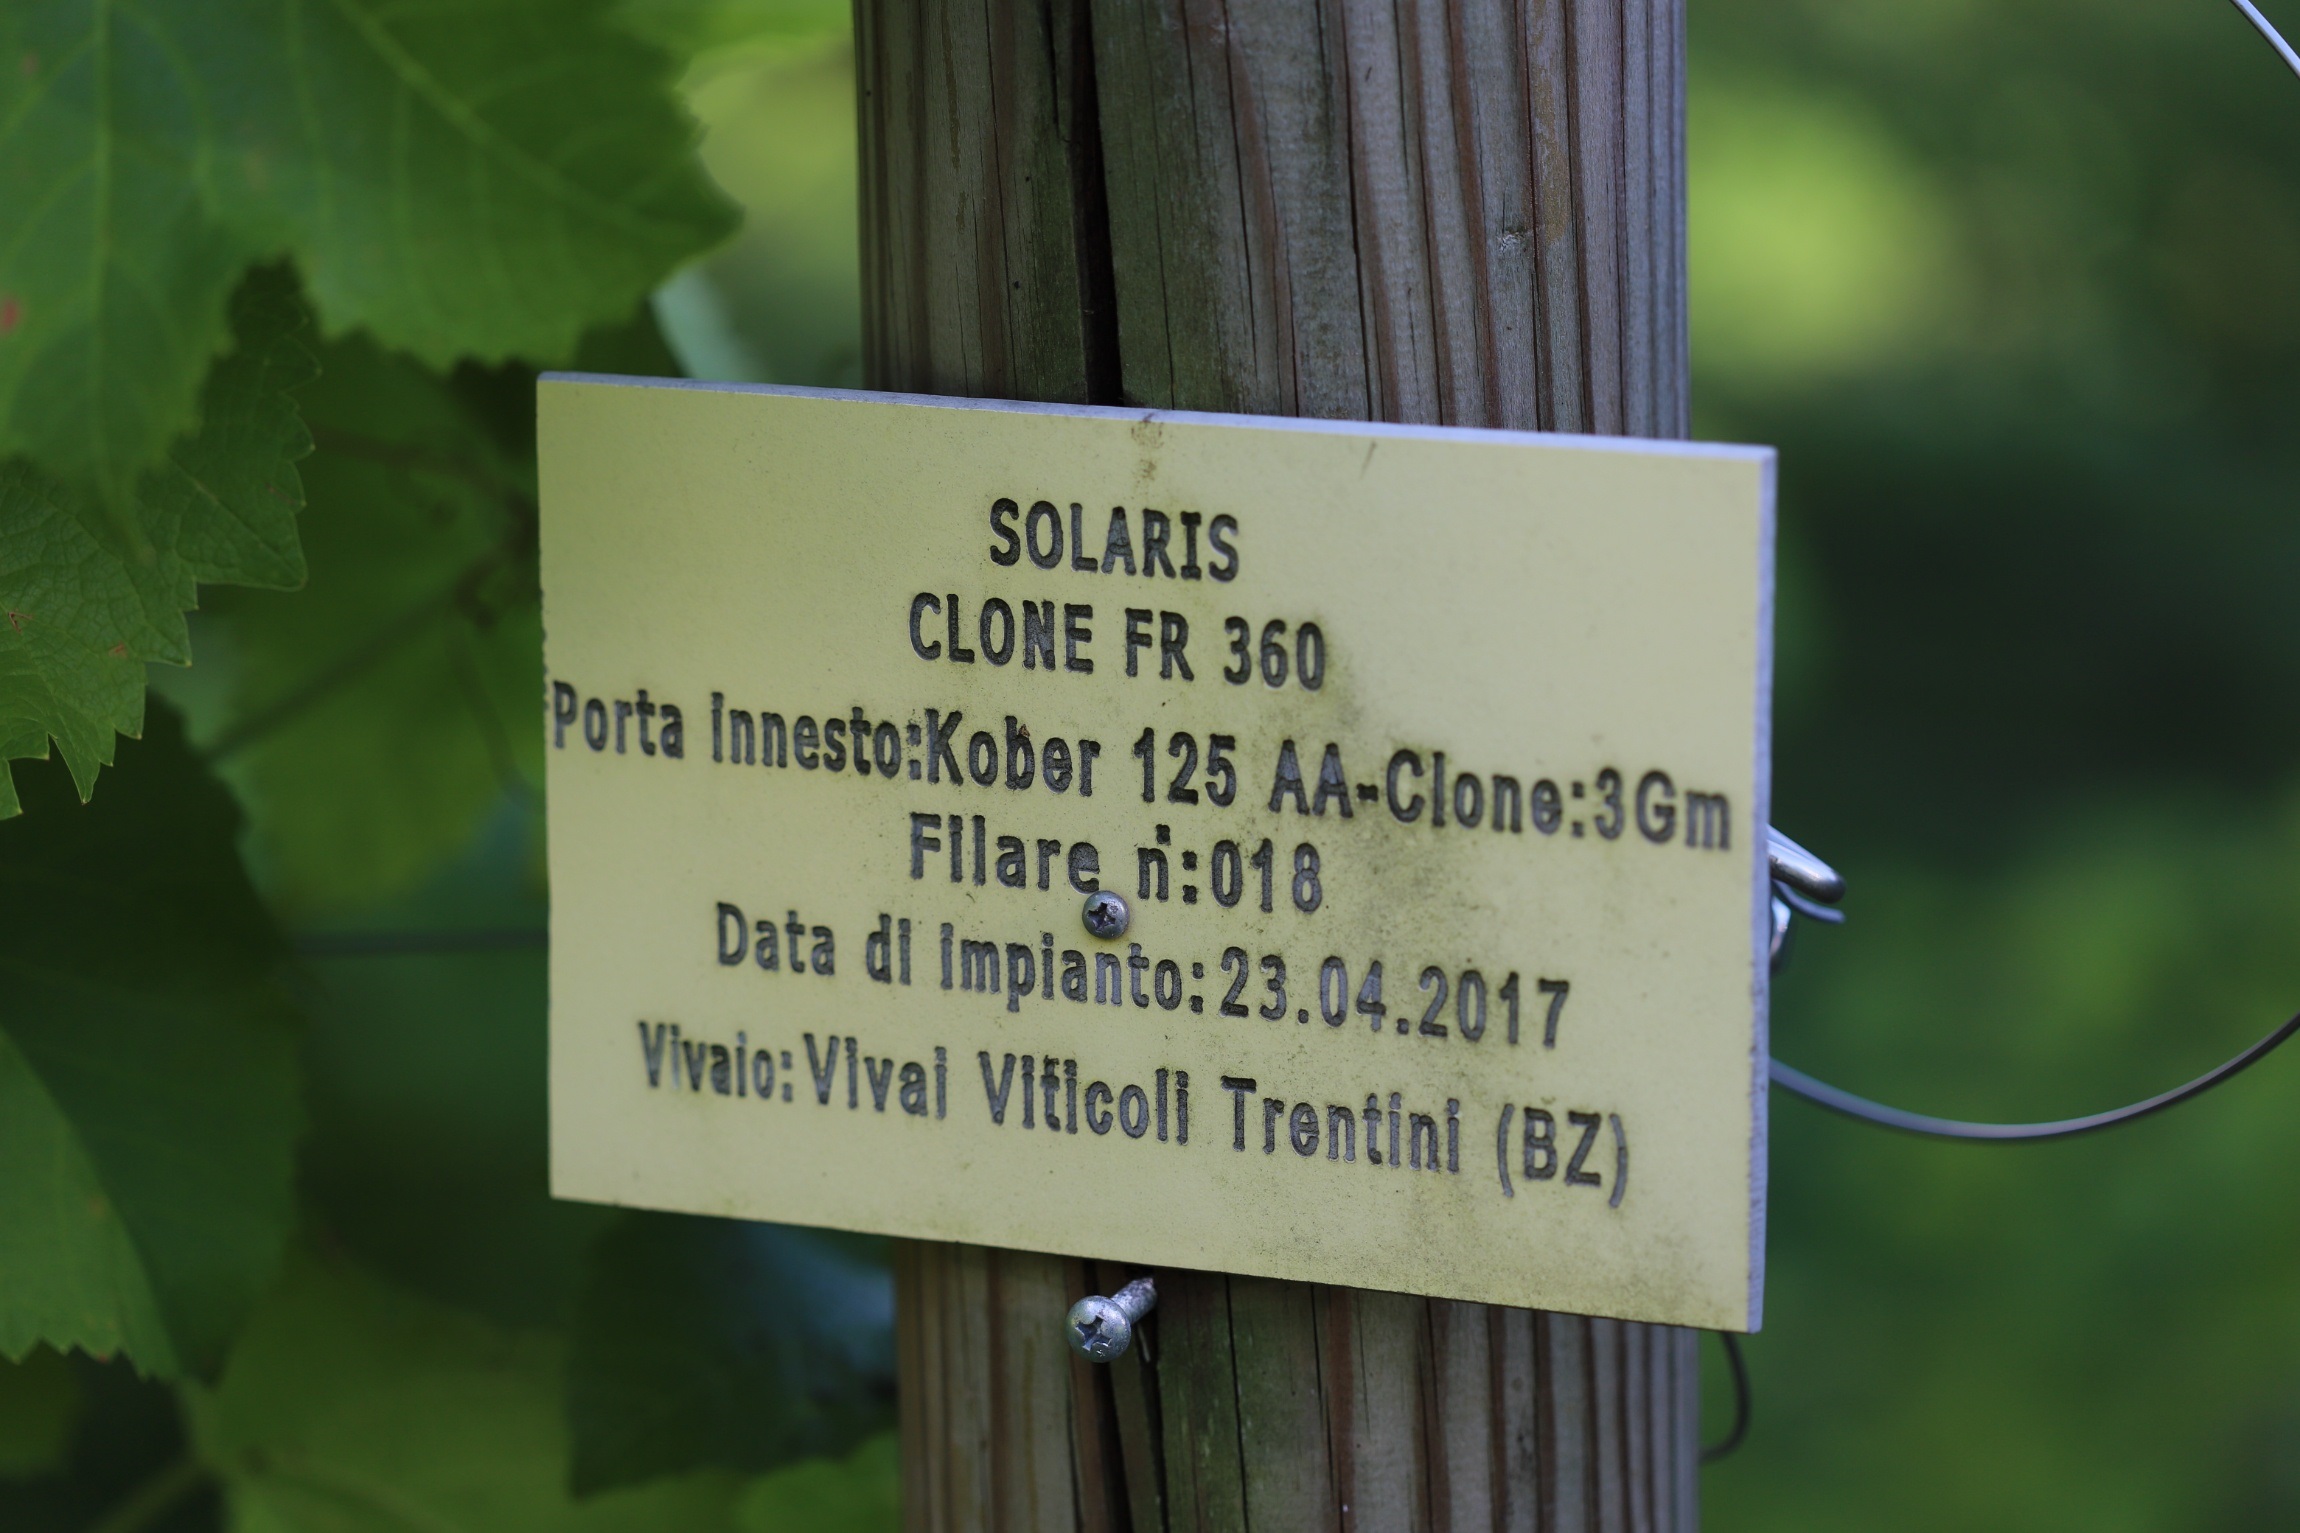 SOLARIS
CLONE FR 360
Porta innesto:Kober 125 AA-Clone:3Gm
Filare n°:018
Data di impianto:23.04.2017
Vivaio:Vivai Viticoli Trentini (BZ)